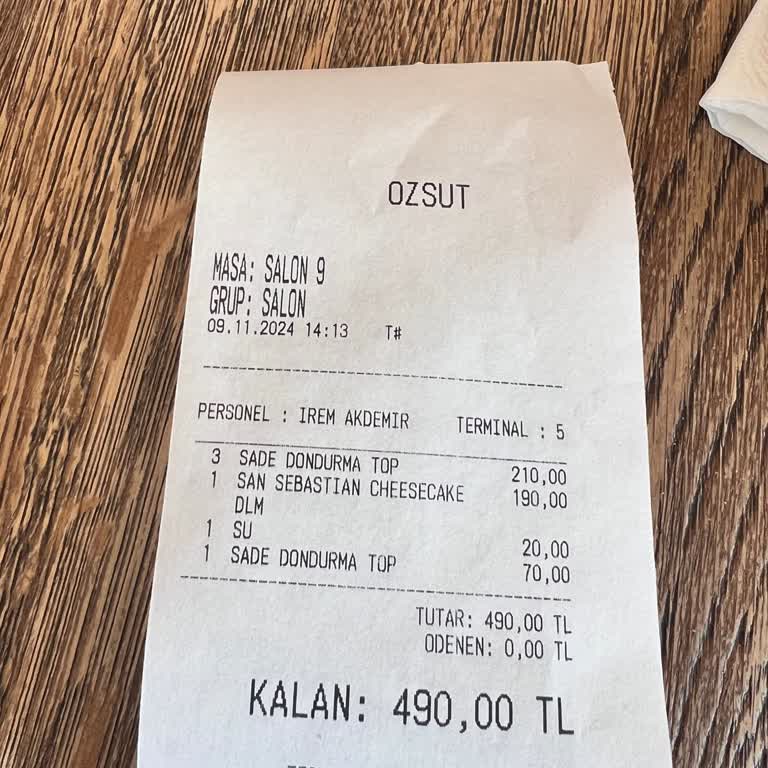 OZSUT
MASA: SALON 9
GRUP: SALON
09.11.2024 14:13 T#
PERSONEL : IREM AKDEMIR TERMINAL : 5
3 SADE DONDURMA TOP 210,00
1 SAN SEBASTIAN CHEESECAKE 190,00
DLM
1 SU 20,00
1 SADE DONDURMA TOP 70,00
TUTAR: 490,00 TL
ODENEN: 0,00 TL
KALAN: 490,00 TL